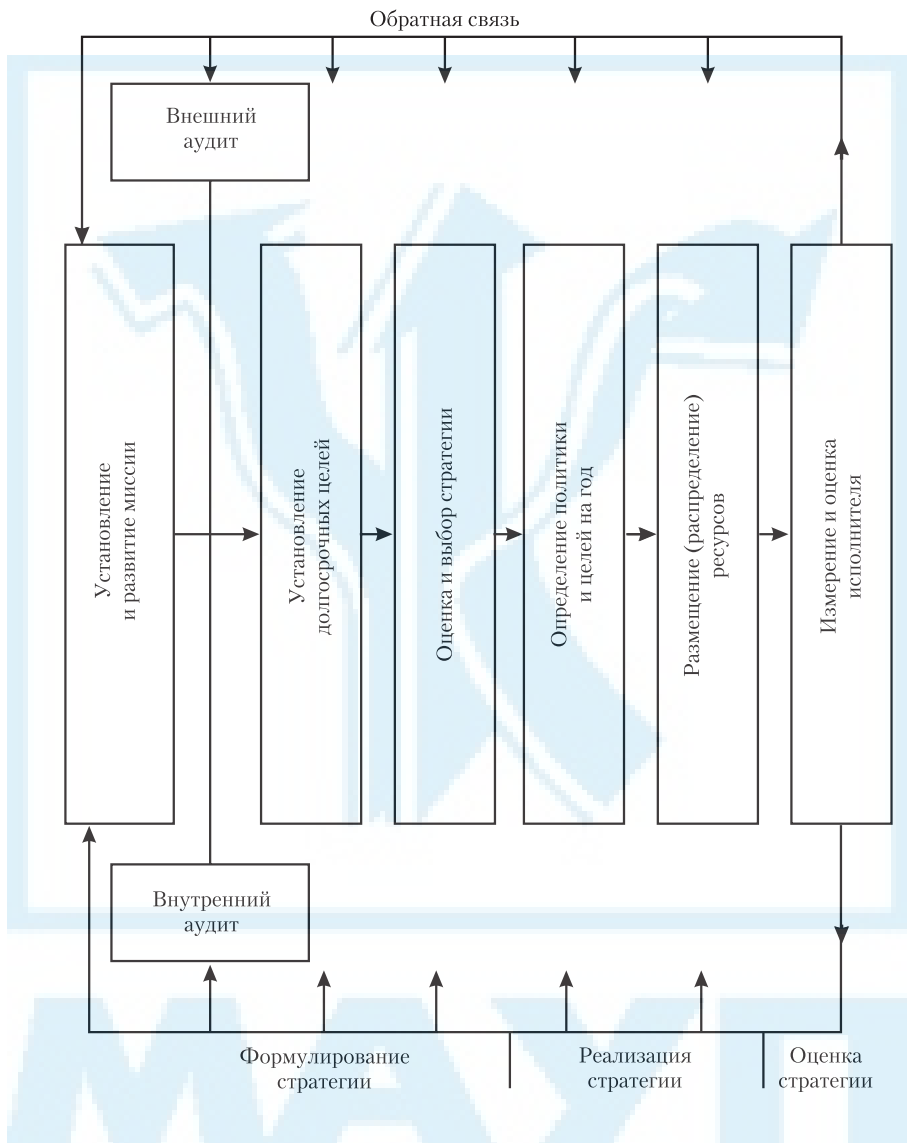 Обратная связь
Внешний
аудит
Установление
и развитие миссии
Установление
долгосрочных целей
Оценка и выбор стратегии
Определение политики
и целей на год
Размещение (распределение)
ресурсов
Измерение и оценка
исполнителя
Внутренний
аудит
Формулирование
стратегии
Реализация
стратегии
Оценка
стратегии
МАУП